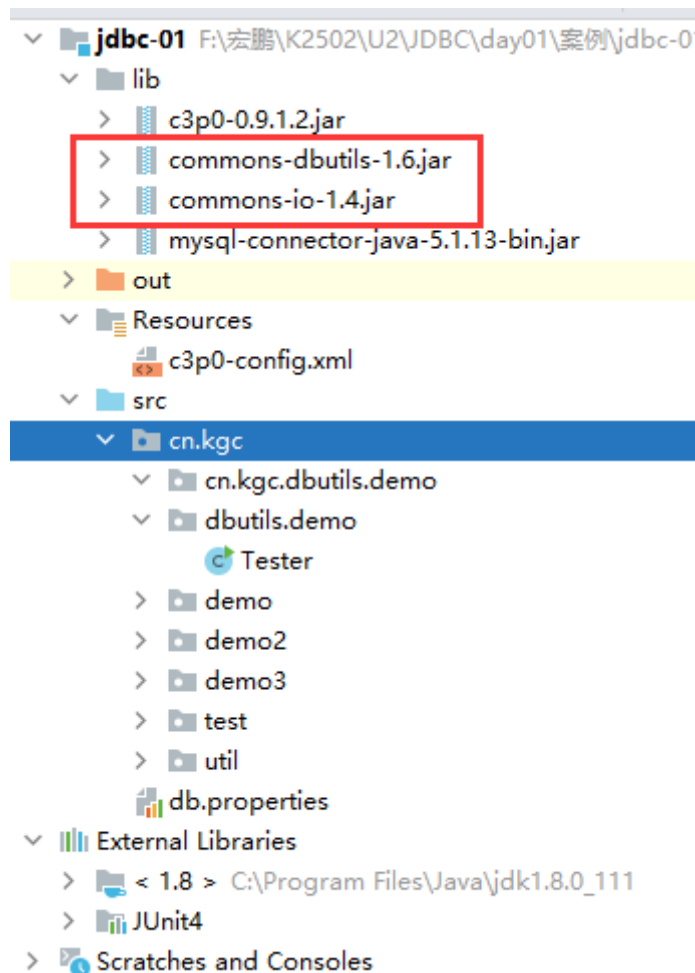 jdbc-01 F:\宏鹏\K2502\U2\JDBC\day01\案例\jdbc-01
lib
c3p0-0.9.1.2.jar
commons-dbutils-1.6.jar
commons-io-1.4.jar
mysql-connector-java-5.1.13-bin.jar
out
Resources
c3p0-config.xml
src
cn.kgc
cn.kgc.dbutils.demo
dbutils.demo
Tester
demo
demo2
demo3
test
util
db.properties
External Libraries
< 1.8 > C:\Program Files\Java\jdk1.8.0_111
JUnit4
Scratches and Consoles